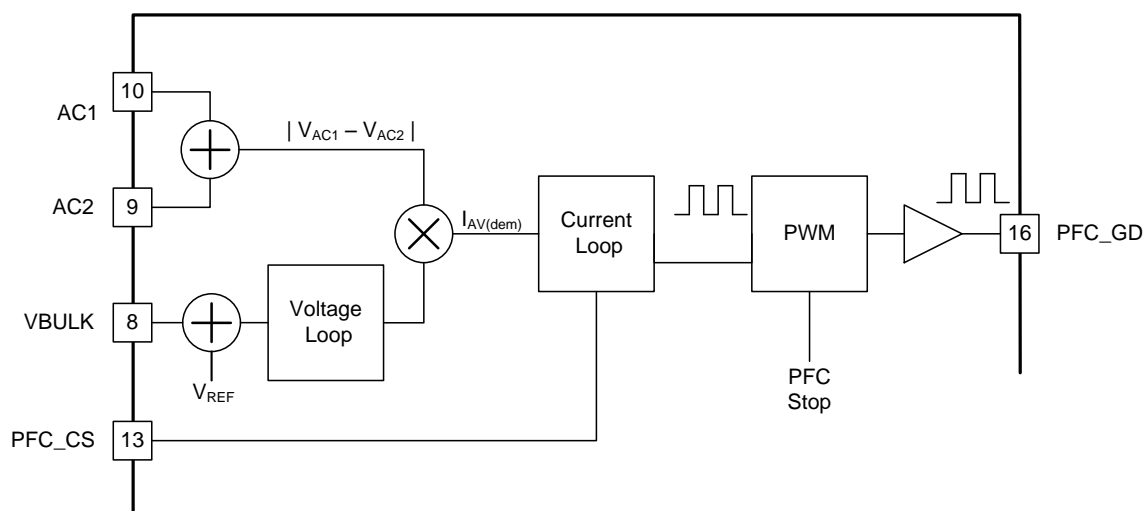 10
AC1
| VAC1 – VAC2 |
AC2
9
IAV(dem)
Current
Loop
PWM
16
PFC_GD
VBULK
8
Voltage
Loop
VREF
PFC
Stop
PFC_CS
13